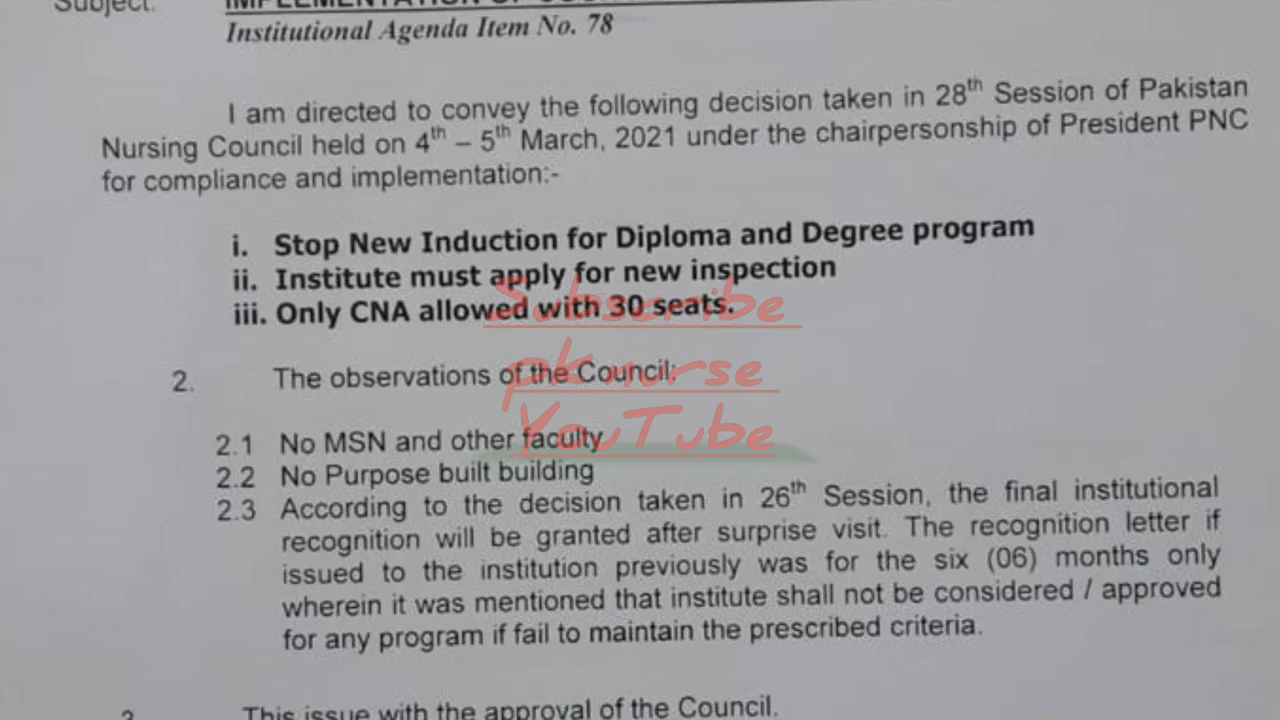 Subject:
IMPLEMENTATION OF
Institutional Agenda Item No. 78
I am directed to convey the following decision taken in 28th Session of Pakistan
Nursing Council held on 4th – 5th March, 2021 under the chairpersonship of President PNC
for compliance and implementation:-
i. Stop New Induction for Diploma and Degree program
ii. Institute must apply for new inspection
iii. Only CNA allowed with 30 seats.
Subscribe
pk nurse
YouTube
2. The observations of the Council:
2.1 No MSN and other faculty
2.2 No Purpose built building
2.3 According to the decision taken in 26th Session, the final institutional
recognition will be granted after surprise visit. The recognition letter if
issued to the institution previously was for the six (06) months only
wherein it was mentioned that institute shall not be considered / approved
for any program if fail to maintain the prescribed criteria.
3. This issue with the approval of the Council.